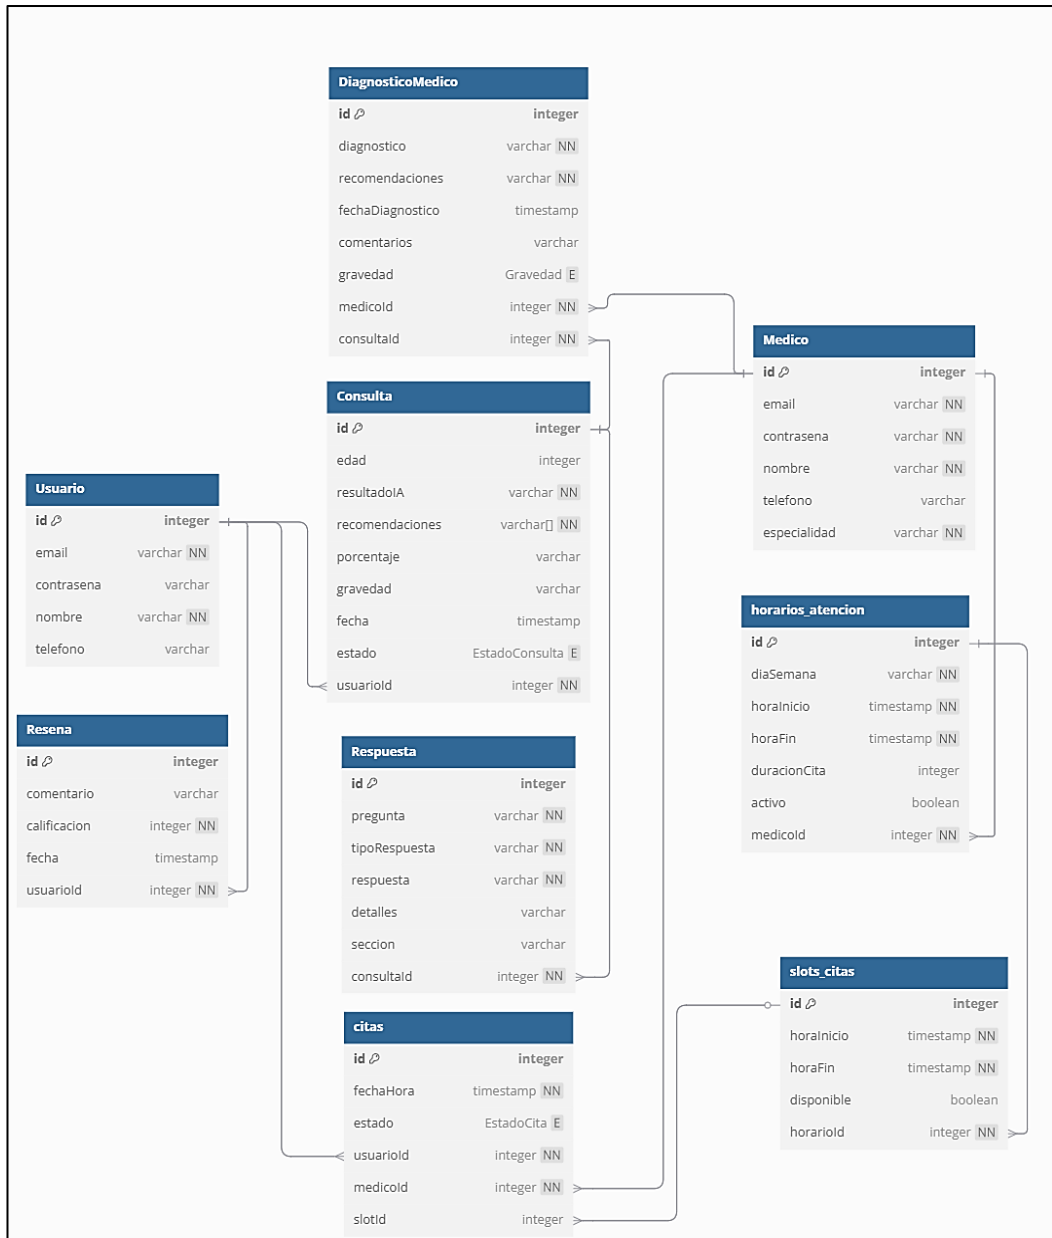 DiagnosticoMedico
id integer
diagnostico varchar NN
recomendaciones varchar NN
fechaDiagnostico timestamp
comentarios varchar
gravedad Gravedad E
medicoId integer NN
consultaId integer NN
Medico
id integer
email varchar NN
contrasena varchar NN
nombre varchar NN
telefono varchar
especialidad varchar NN
Consulta
id integer
edad integer
resultadoIA varchar NN
recomendaciones varchar[] NN
porcentaje varchar
gravedad varchar
fecha timestamp
estado EstadoConsulta E
usuarioId integer NN
Usuario
id integer
email varchar NN
contrasena varchar
nombre varchar NN
telefono varchar
horarios_atencion
id integer
diaSemana varchar NN
horaInicio timestamp NN
horaFin timestamp NN
duracionCita integer
activo boolean
medicoId integer NN
Resena
id integer
comentario varchar
calificacion integer NN
fecha timestamp
usuarioId integer NN
Respuesta
id integer
pregunta varchar NN
tipoRespuesta varchar NN
respuesta varchar NN
detalles varchar
seccion varchar
consultaId integer NN
slots_citas
id integer
horaInicio timestamp NN
horaFin timestamp NN
disponible boolean
horarioId integer NN
citas
id integer
fechaHora timestamp NN
estado EstadoCita E
usuarioId integer NN
medicoId integer NN
slotId integer